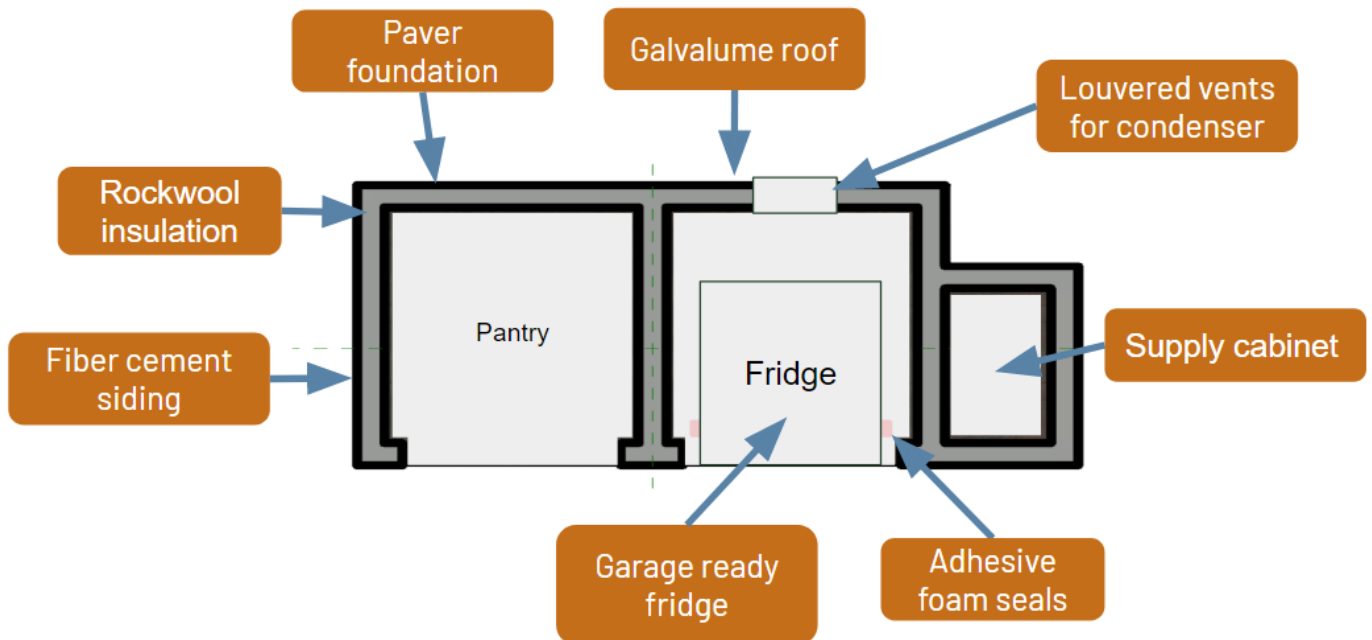 Paver
foundation
Galvalume roof
Louvered vents
for condenser
Rockwool
insulation
Pantry
Fiber cement
siding
Fridge
Supply cabinet
Garage ready
fridge
Adhesive
foam seals